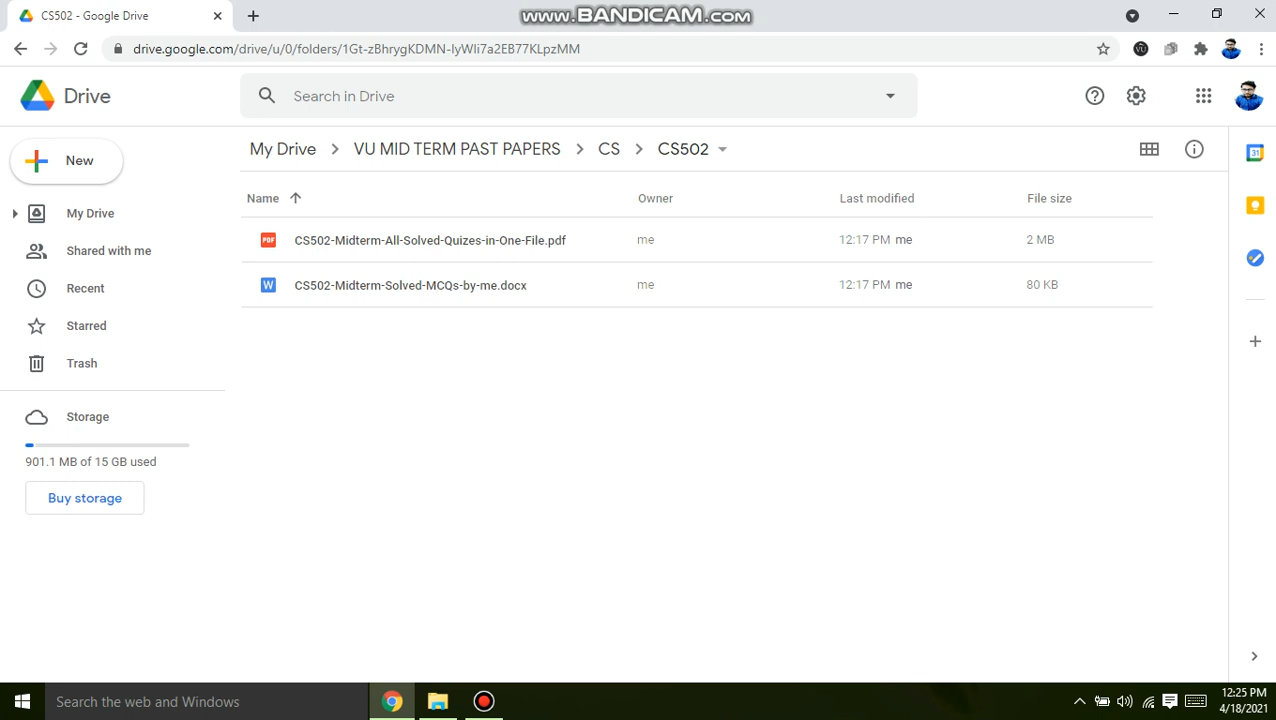 CS502 - Google Drive
www.BANDICAM.com
drive.google.com/drive/u/0/folders/1Gt-zBhrygKDMN-lyWli7a2EB77KLpzMM
VU
Drive
Search in Drive
New
My Drive
VU MID TERM PAST PAPERS
CS
CS502
31
Name
Owner
Last modified
File size
My Drive
PDF
CS502-Midterm-All-Solved-Quizes-in-One-File.pdf
me
12:17 PM me
2 MB
Shared with me
W
CS502-Midterm-Solved-MCQs-by-me.docx
me
12:17 PM me
80 KB
Recent
Starred
Trash
Storage
901.1 MB of 15 GB used
Buy storage
Search the web and Windows
12:25 PM
4/18/2021